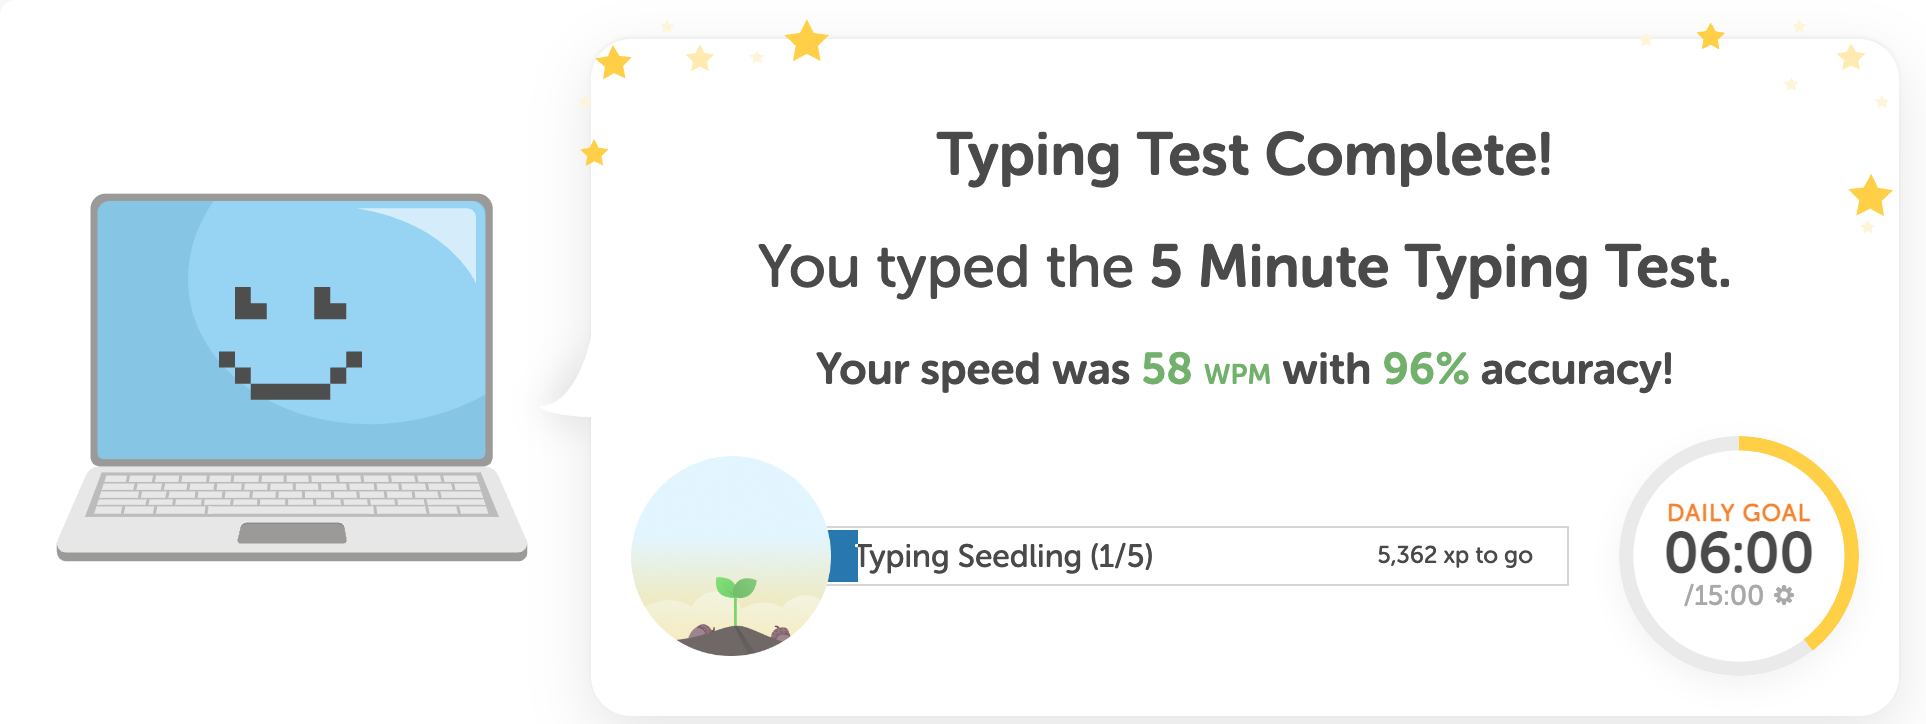 Typing Test Complete!
You typed the 5 Minute Typing Test.
Your speed was 58 WPM with 96% accuracy!
Typing Seedling (1/5)
5,362 xp to go
DAILY GOAL
06:00
/15:00